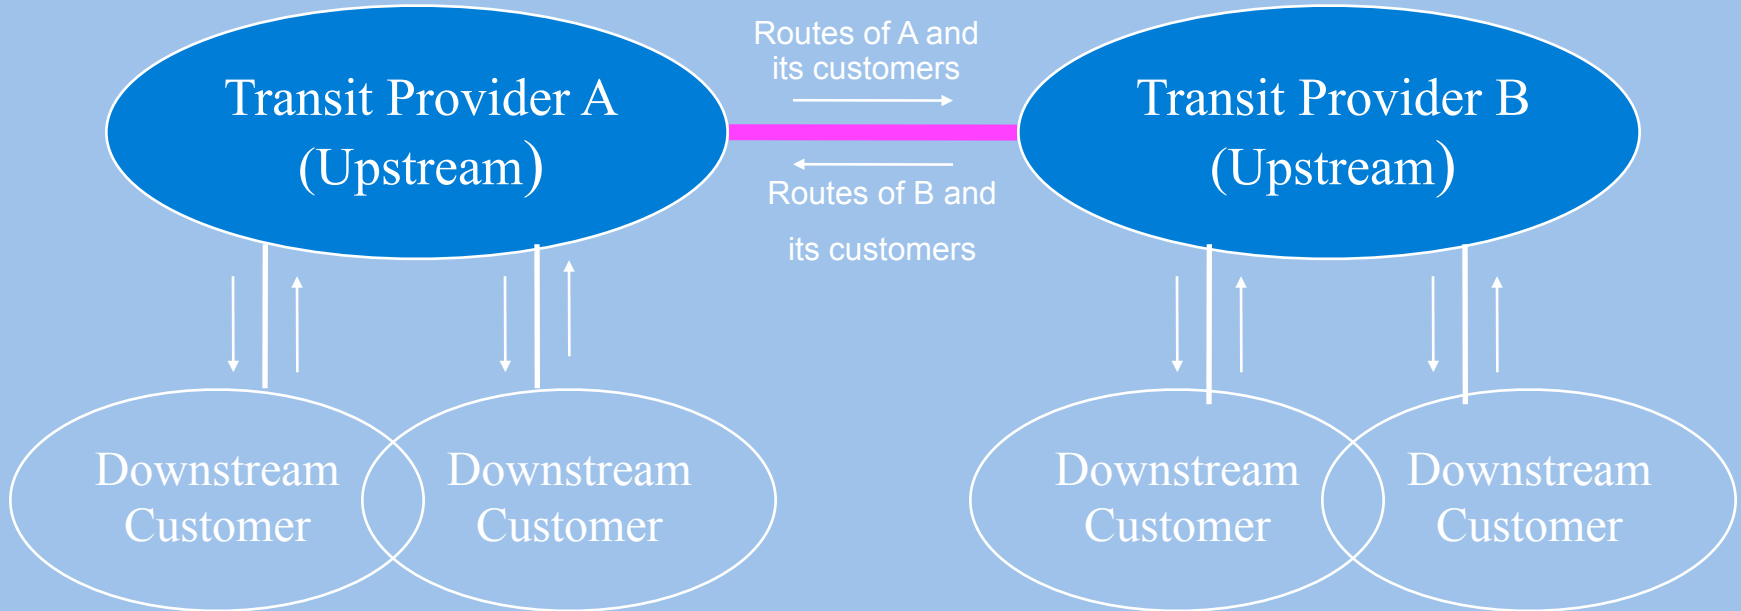 Transit Provider A
(Upstream)
Routes of A and
its customers
Routes of B and
its customers
Transit Provider B
(Upstream)
Downstream
Customer
Downstream
Customer
Downstream
Customer
Downstream
Customer